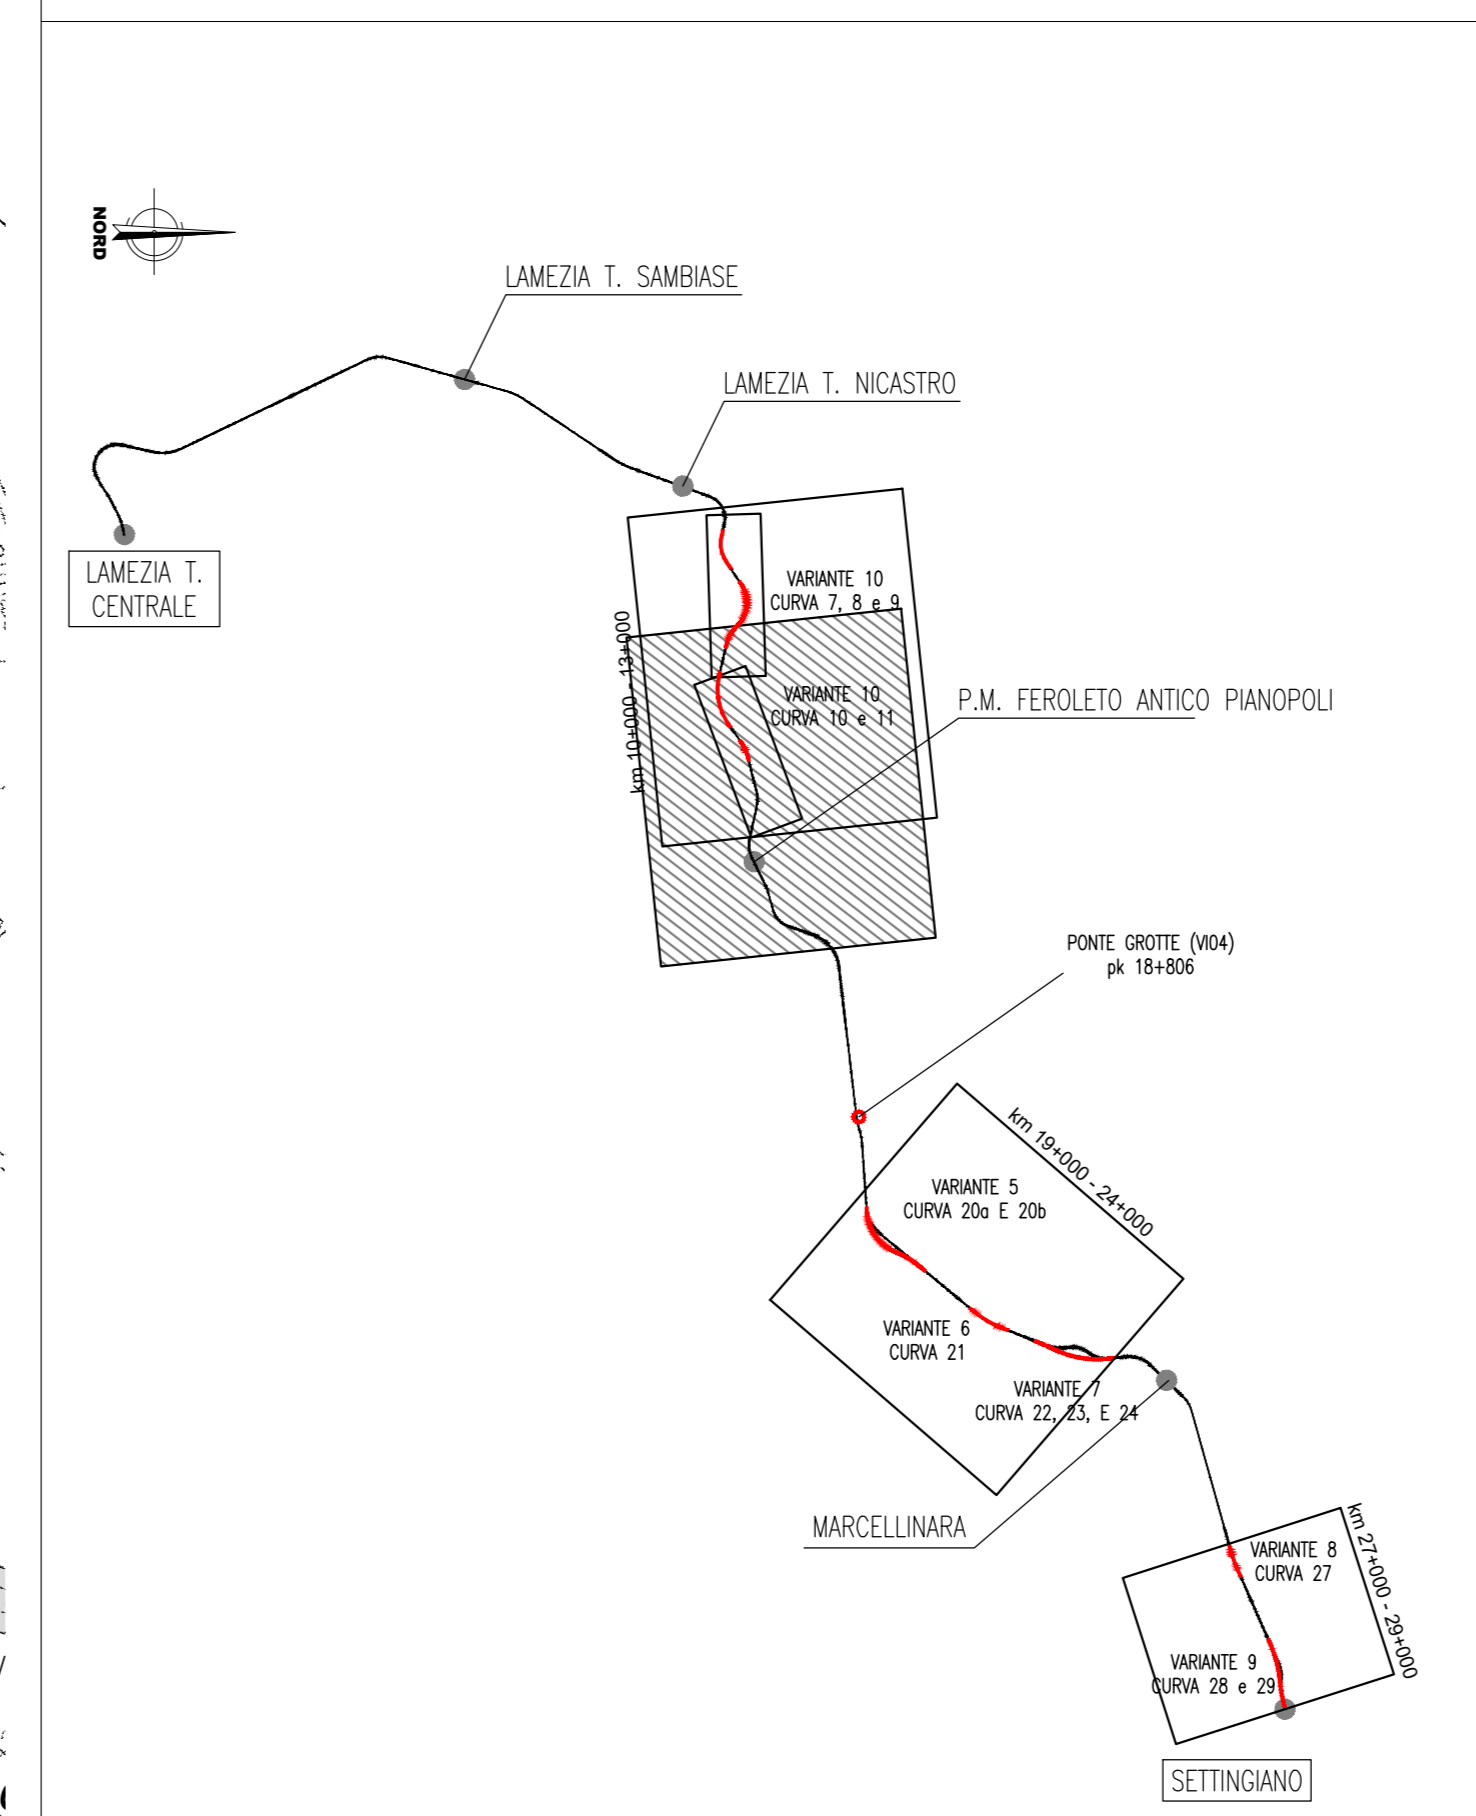 NORD
LAMEZIA T. SAMBIASE
LAMEZIA T. NICASTRO
LAMEZIA T.
CENTRALE
VARIANTE 10
CURVA 7, 8 e 9
km 10+000 - 13+000
VARIANTE 10
CURVA 10 e 11
P.M. FEROLETO ANTICO PIANOPOLI
PONTE GROTTE (VI04)
pk 18+806
km 19+000 - 24+000
VARIANTE 5
CURVA 20a E 20b
VARIANTE 6
CURVA 21
VARIANTE 7
CURVA 22, 23, E 24
MARCELLINARA
km 27+000 - 29+000
VARIANTE 8
CURVA 27
VARIANTE 9
CURVA 28 e 29
SETTINGIANO